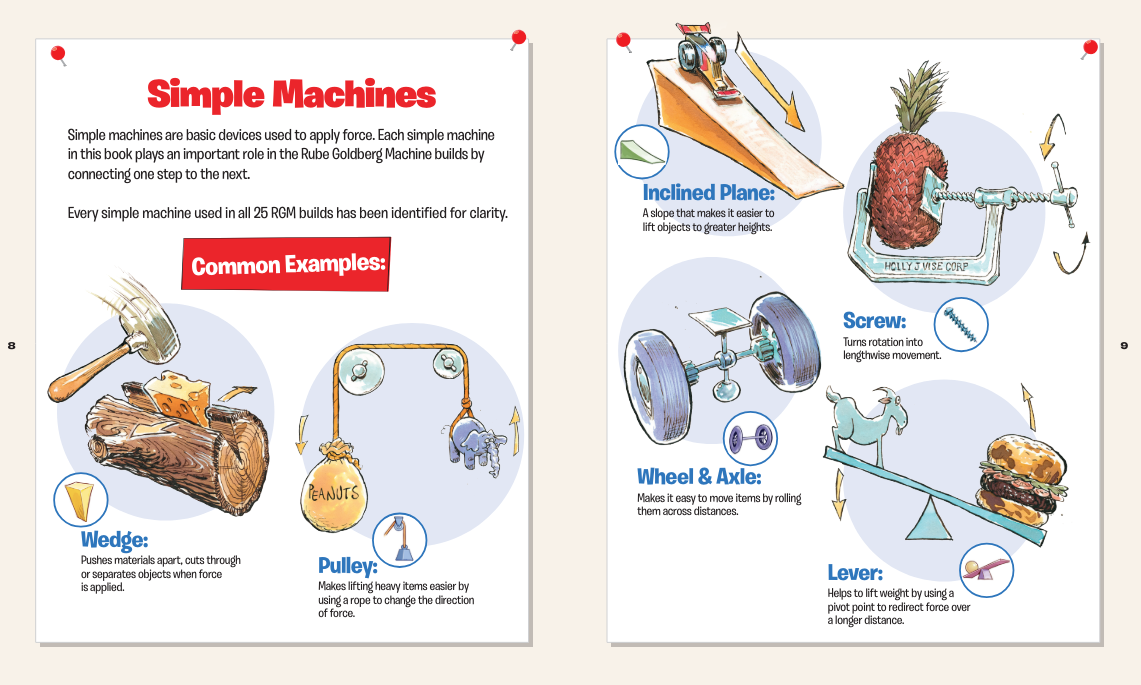 Simple Machines
Simple machines are basic devices used to apply force. Each simple machine
in this book plays an important role in the Rube Goldberg Machine builds by
connecting one step to the next.
Every simple machine used in all 25 RGM builds has been identified for clarity.
Common Examples:
8
Wedge:
Pushes materials apart, cuts through
or separates objects when force
is applied.
PEANUTS
Pulley:
Makes lifting heavy items easier by
using a rope to change the direction
of force.
Inclined Plane:
A slope that makes it easier to
lift objects to greater heights.
HOLLY J VISE CORP
Screw:
Turns rotation into
lengthwise movement.
9
Wheel & Axle:
Makes it easy to move items by rolling
them across distances.
Lever:
Helps to lift weight by using a
pivot point to redirect force over
a longer distance.